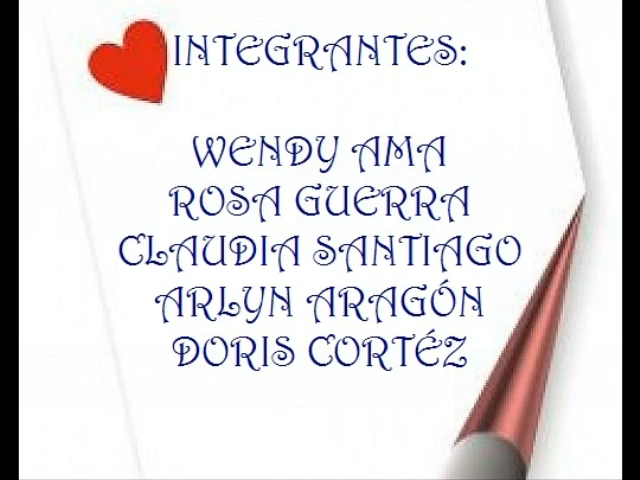 INTEGRANTES:
WENDY AMA
ROSA GUERRA
CLAUDIA SANTIAGO
ARLYN ARAGÓN
DORIS CORTÉZ